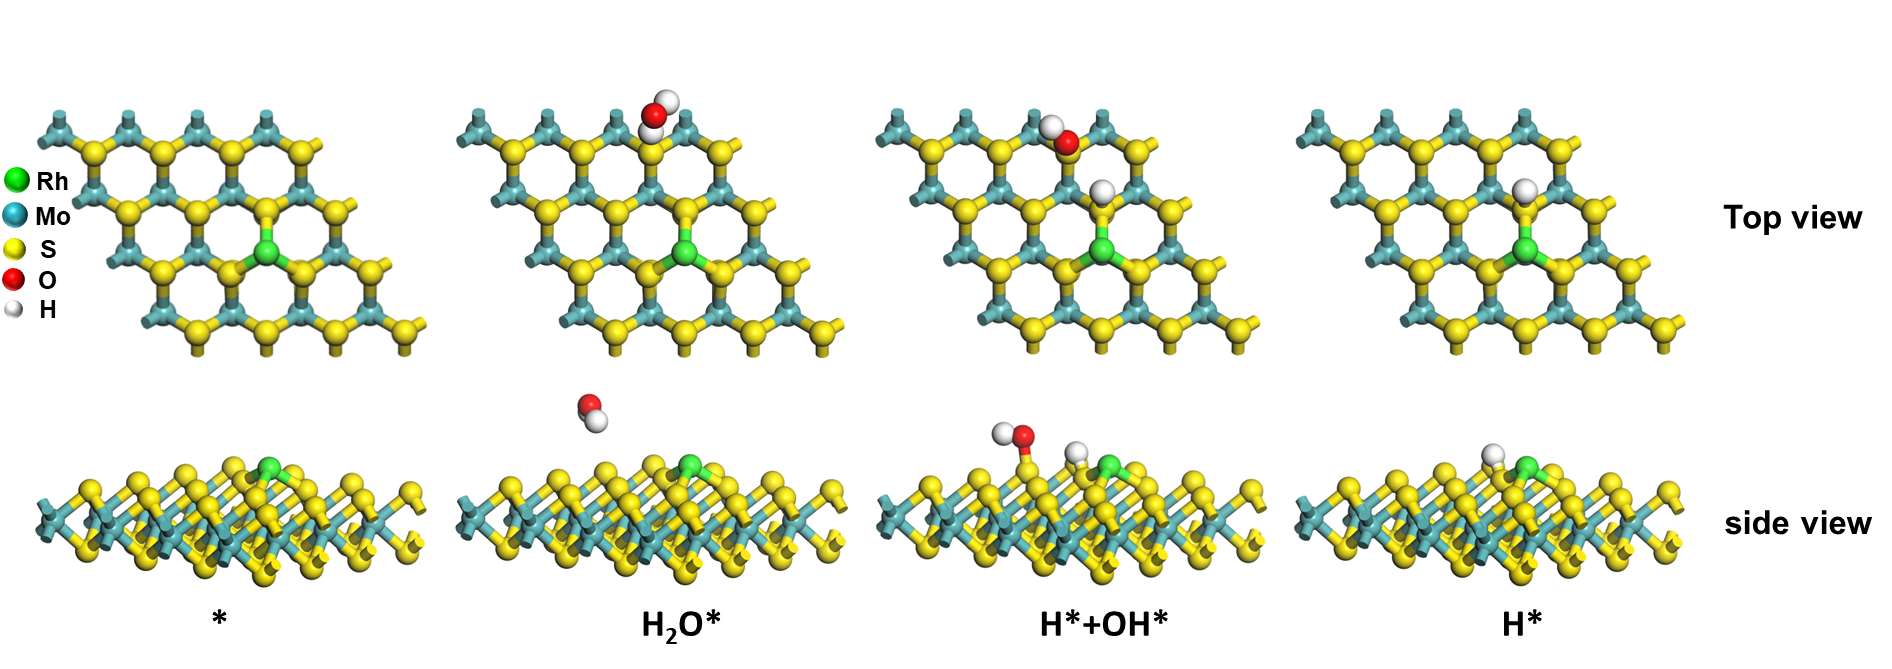 Rh
Mo
S
O
H
Top view
side view
*
H₂O*
H*+OH*
H*